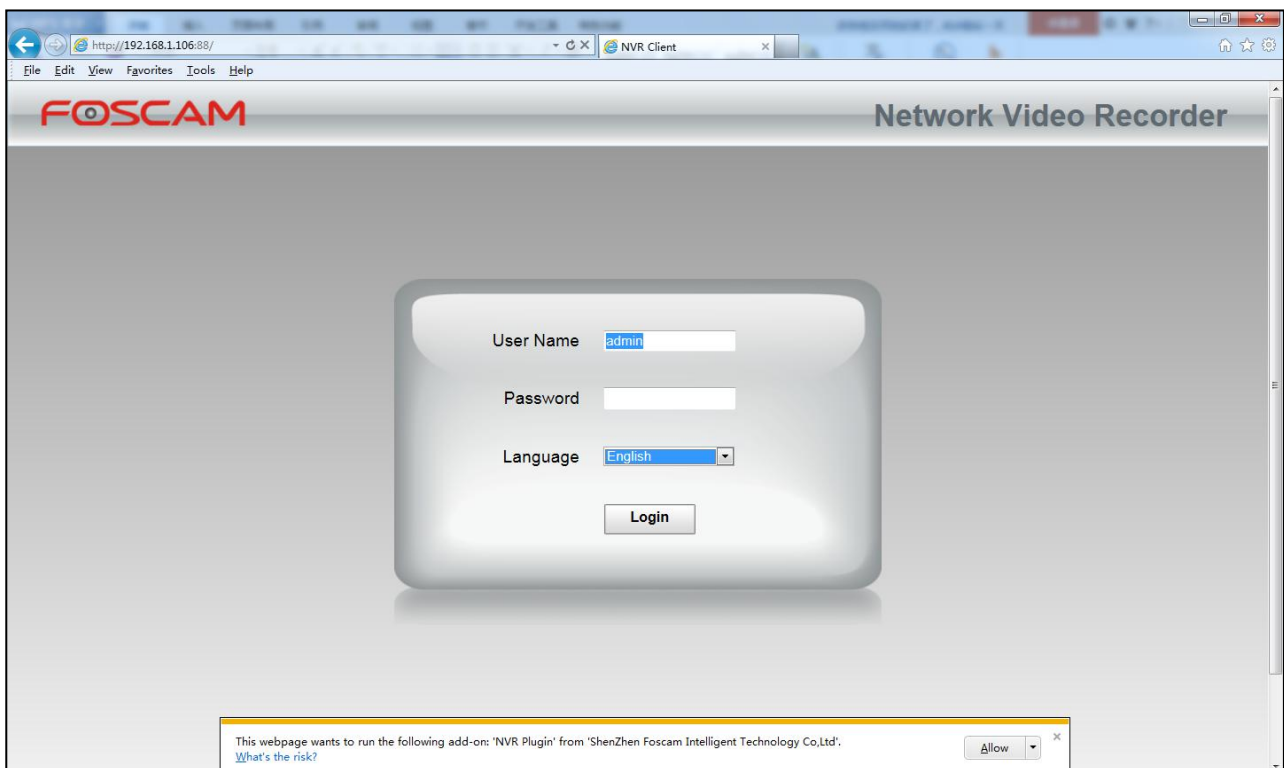 http://192.168.1.106:88/
NVR Client
File Edit View Favorites Tools Help
FOSCAM
Network Video Recorder
User Name admin
Password
Language English
Login
This webpage wants to run the following add-on: 'NVR Plugin' from 'ShenZhen Foscam Intelligent Technology Co,Ltd'.
What's the risk?
Allow